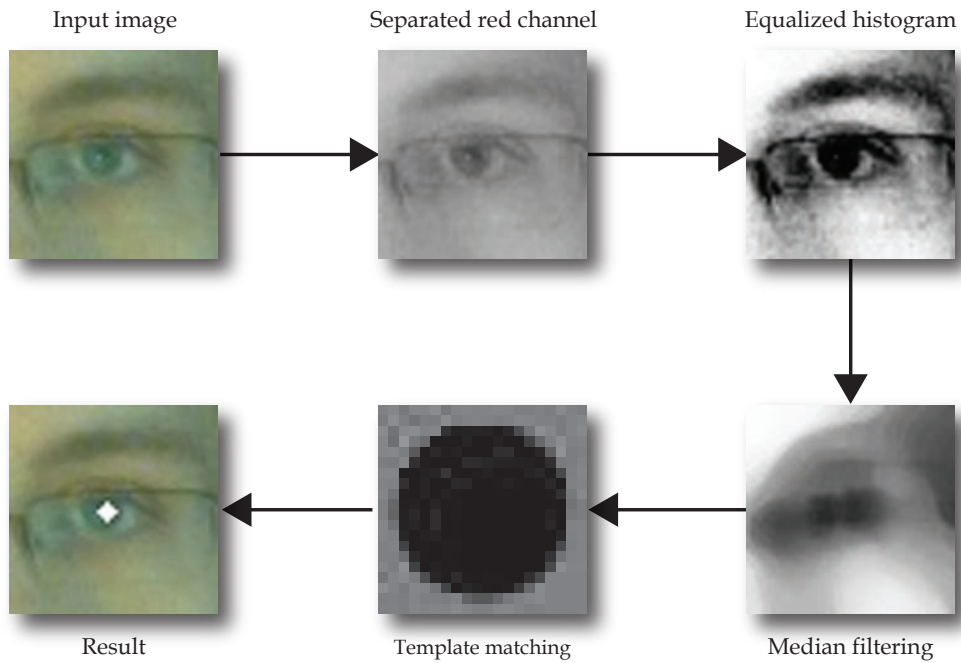 Input image
Separated red channel
Equalized histogram
Result
Template matching
Median filtering